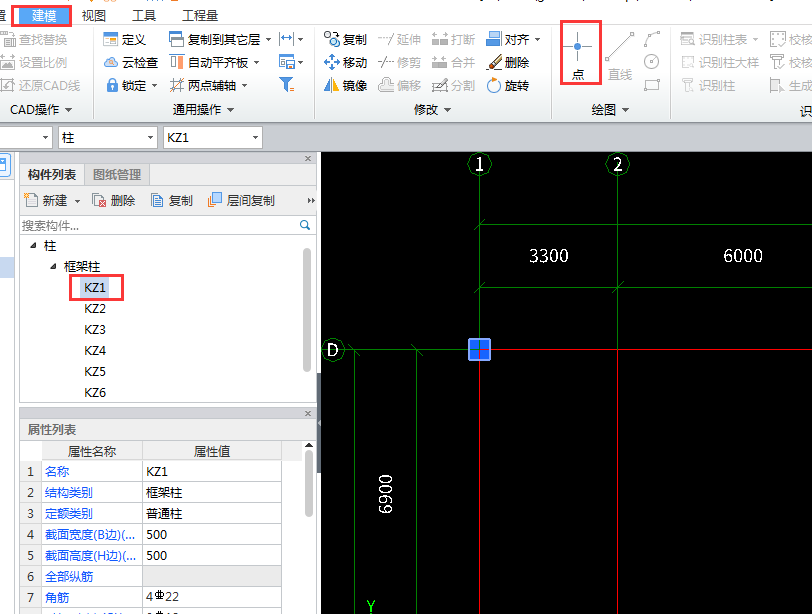 建模 视图 工具 工程量
查找替换 定义 复制到其它层 复制 延伸 打断 对齐 识别柱表 校核
设置比例 云检查 自动平齐板 移动 修剪 合并 删除 点 直线 识别柱大样 校核
还原CAD线 锁定 两点辅轴 镜像 偏移 分割 旋转 识别柱 生成
CAD操作 通用操作 修改 绘图 识
柱 KZ1
构件列表 图纸管理
新建 删除 复制 层间复制 »
搜索构件...
柱
框架柱
KZ1
KZ2
KZ3
KZ4
KZ5
KZ6
属性列表
属性名称 属性值
1 名称 KZ1
2 结构类别 框架柱
3 定额类别 普通柱
4 截面宽度(B边)(... 500
5 截面高度(H边)(... 500
6 全部纵筋
7 角筋 4⌽22
1 2
3300 6000
D
6900
Y